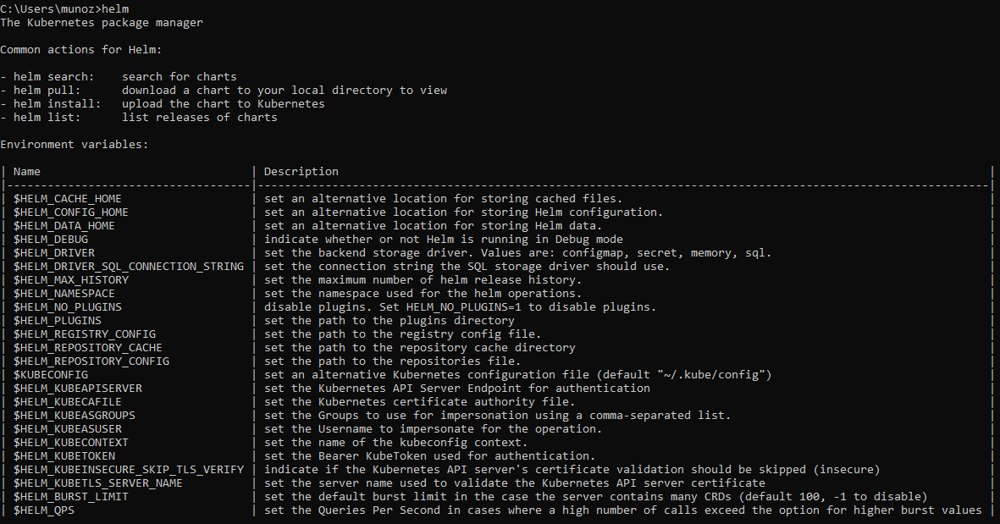 C:\Users\munoz>helm
The Kubernetes package manager
Common actions for Helm:
- helm search:    search for charts
- helm pull:      download a chart to your local directory to view
- helm install:   upload the chart to Kubernetes
- helm list:      list releases of charts
Environment variables:
| Name                               | Description                                                                                                |
|------------------------------------|------------------------------------------------------------------------------------------------------------|
| $HELM_CACHE_HOME                   | set an alternative location for storing cached files.                                                      |
| $HELM_CONFIG_HOME                  | set an alternative location for storing Helm configuration.                                                |
| $HELM_DATA_HOME                    | set an alternative location for storing Helm data.                                                         |
| $HELM_DEBUG                        | indicate whether or not Helm is running in Debug mode                                                      |
| $HELM_DRIVER                       | set the backend storage driver. Values are: configmap, secret, memory, sql.                                |
| $HELM_DRIVER_SQL_CONNECTION_STRING | set the connection string the SQL storage driver should use.                                               |
| $HELM_MAX_HISTORY                  | set the maximum number of helm release history.                                                            |
| $HELM_NAMESPACE                    | set the namespace used for the helm operations.                                                            |
| $HELM_NO_PLUGINS                   | disable plugins. Set HELM_NO_PLUGINS=1 to disable plugins.                                                 |
| $HELM_PLUGINS                      | set the path to the plugins directory                                                                      |
| $HELM_REGISTRY_CONFIG              | set the path to the registry config file.                                                                  |
| $HELM_REPOSITORY_CACHE             | set the path to the repository cache directory                                                             |
| $HELM_REPOSITORY_CONFIG            | set the path to the repositories file.                                                                     |
| $KUBECONFIG                        | set an alternative Kubernetes configuration file (default "~/.kube/config")                                |
| $HELM_KUBEAPISERVER                | set the Kubernetes API Server Endpoint for authentication                                                  |
| $HELM_KUBECAFILE                   | set the Kubernetes certificate authority file.                                                             |
| $HELM_KUBEASGROUPS                 | set the Groups to use for impersonation using a comma-separated list.                                      |
| $HELM_KUBEASUSER                   | set the Username to impersonate for the operation.                                                         |
| $HELM_KUBECONTEXT                  | set the name of the kubeconfig context.                                                                    |
| $HELM_KUBETOKEN                    | set the Bearer KubeToken used for authentication.                                                          |
| $HELM_KUBEINSECURE_SKIP_TLS_VERIFY | indicate if the Kubernetes API server's certificate validation should be skipped (insecure)                |
| $HELM_KUBETLS_SERVER_NAME          | set the server name used to validate the Kubernetes API server certificate                                 |
| $HELM_BURST_LIMIT                  | set the default burst limit in the case the server contains many CRDs (default 100, -1 to disable)         |
| $HELM_QPS                          | set the Queries Per Second in cases where a high number of calls exceed the option for higher burst values |